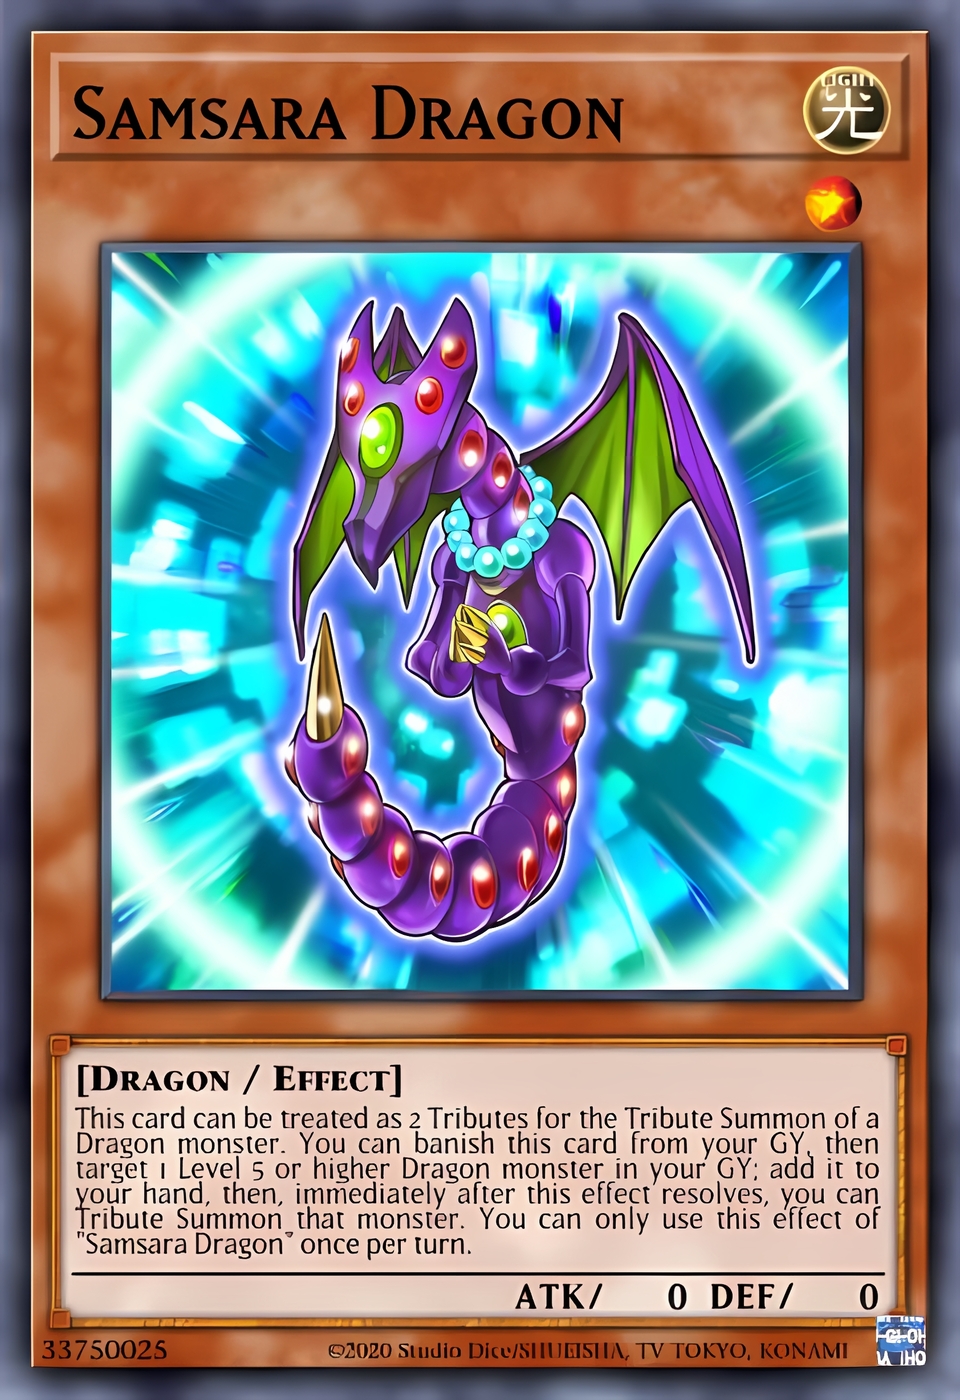 SAMSARA DRAGON
光
[DRAGON / EFFECT]
This card can be treated as 2 Tributes for the Tribute Summon of a
Dragon monster. You can banish this card from your GY, then
target 1 Level 5 or higher Dragon monster in your GY; add it to
your hand, then, immediately after this effect resolves, you can
Tribute Summon that monster. You can only use this effect of
"Samsara Dragon" once per turn.
ATK/ 0 DEF/ 0
33750025 ©2020 Studio Dice/SHUEISHA, TV TOKYO, KONAMI